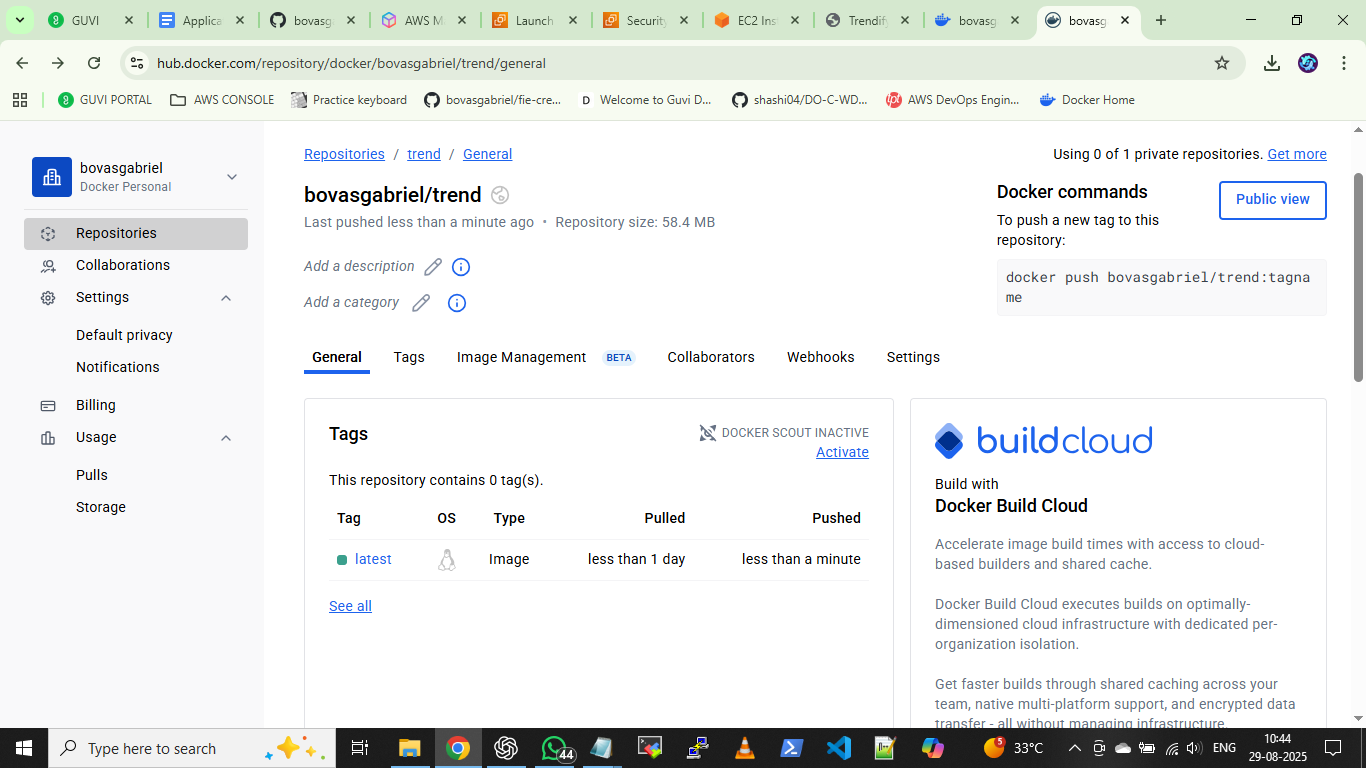 GUVI
Applica
bovasg
AWS M
Launch
Security
EC2 Ins
Trendify
bovasg
bovasg
hub.docker.com/repository/docker/bovasgabriel/trend/general
GUVI PORTAL
AWS CONSOLE
Practice keyboard
bovasgabriel/fie-cre...
Welcome to Guvi D...
shashi04/DO-C-WD...
AWS DevOps Engin...
Docker Home
bovasgabriel
Docker Personal
Repositories
Collaborations
Settings
Default privacy
Notifications
Billing
Usage
Pulls
Storage
Repositories / trend / General
Using 0 of 1 private repositories. Get more
bovasgabriel/trend
Last pushed less than a minute ago • Repository size: 58.4 MB
Add a description
Add a category
Docker commands
Public view
To push a new tag to this
repository:
docker push bovasgabriel/trend:tagna
me
General Tags Image Management BETA Collaborators Webhooks Settings
Tags
DOCKER SCOUT INACTIVE
Activate
This repository contains 0 tag(s).
Tag OS Type Pulled Pushed
latest Image less than 1 day less than a minute
See all
buildcloud
Build with
Docker Build Cloud
Accelerate image build times with access to cloud-
based builders and shared cache.
Docker Build Cloud executes builds on optimally-
dimensioned cloud infrastructure with dedicated per-
organization isolation.
Get faster builds through shared caching across your
team, native multi-platform support, and encrypted data
transfer - all without managing infrastructure.
Type here to search
44
5
33°C
ENG
10:44
29-08-2025